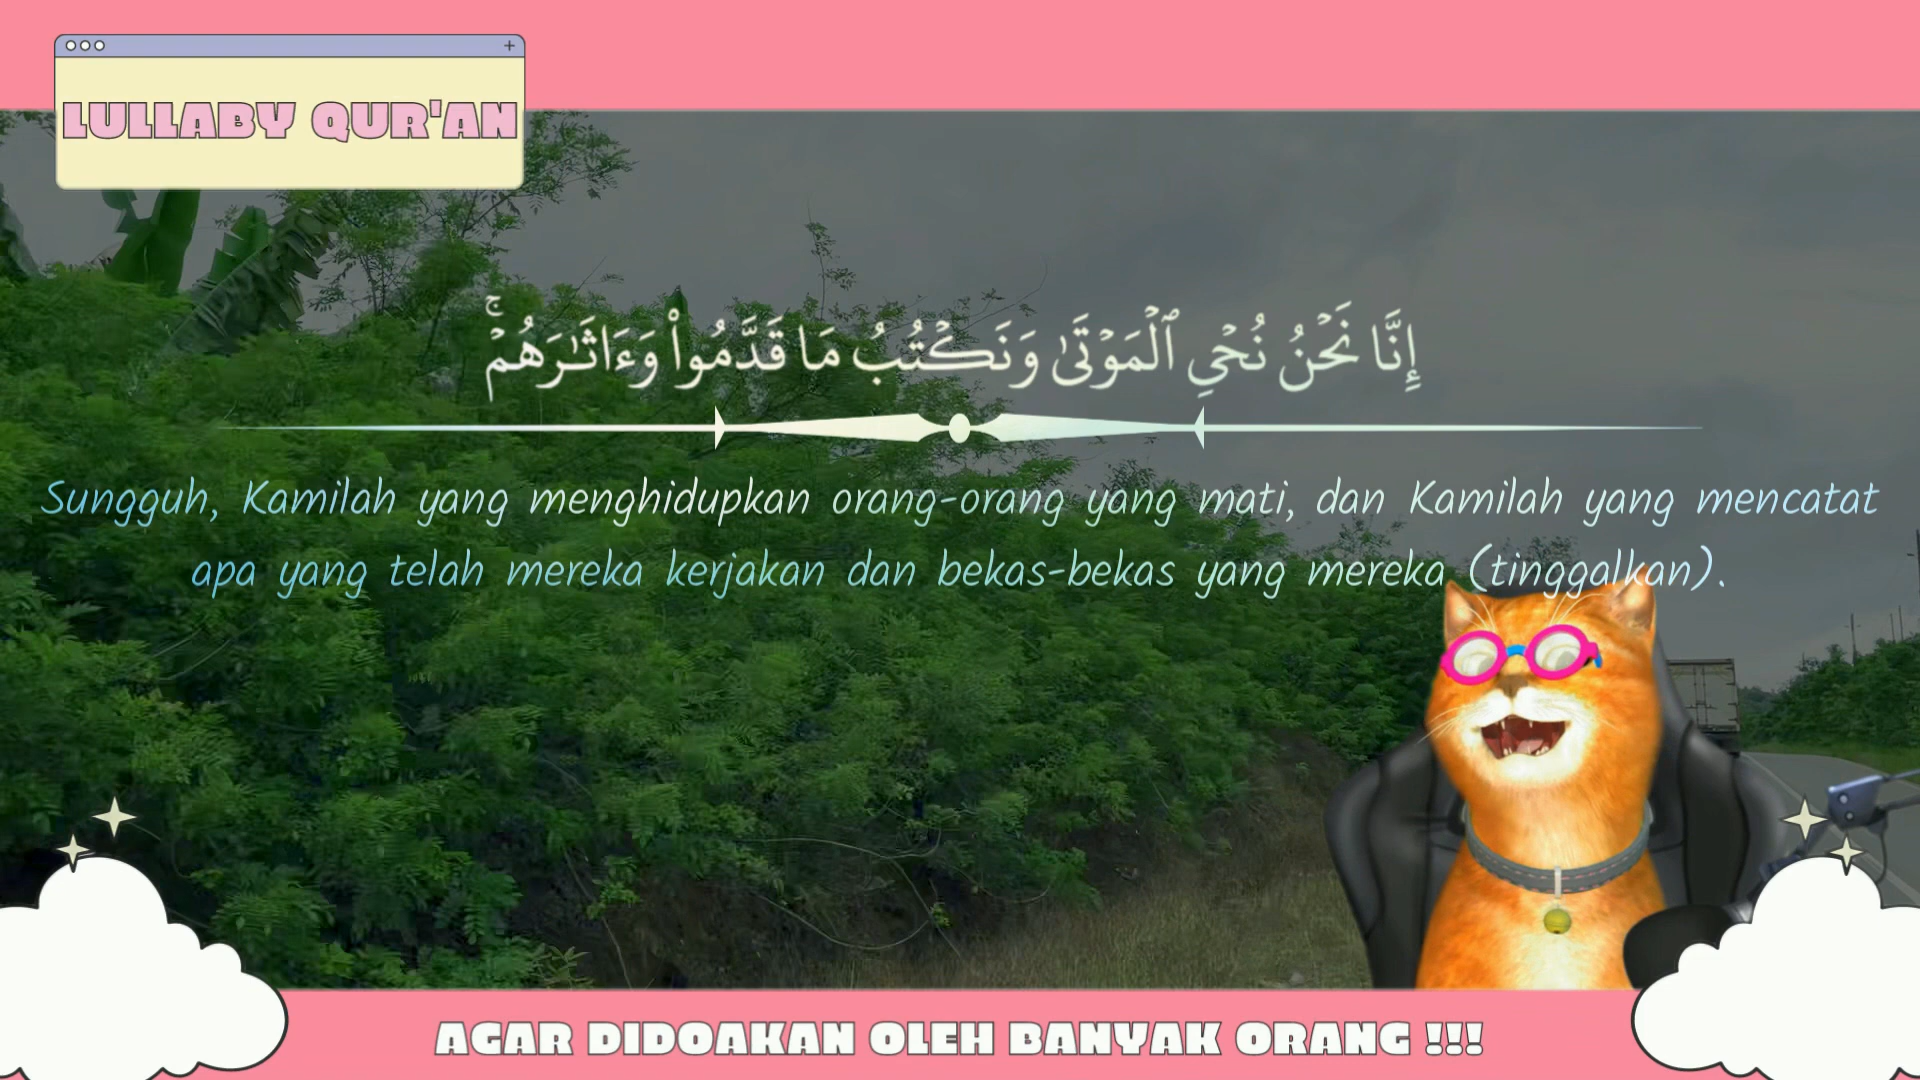 LULLABY QUR'AN
إِنَّا نَحْنُ نُحْيِ ٱلْمَوْتَىٰ وَنَكْتُبُ مَا قَدَّمُوا۟ وَءَاثَـٰرَهُمْ ۚ
Sungguh, Kamilah yang menghidupkan orang-orang yang mati, dan Kamilah yang mencatat
apa yang telah mereka kerjakan dan bekas-bekas yang mereka (tinggalkan).
AGAR DIDOAKAN OLEH BANYAK ORANG !!!